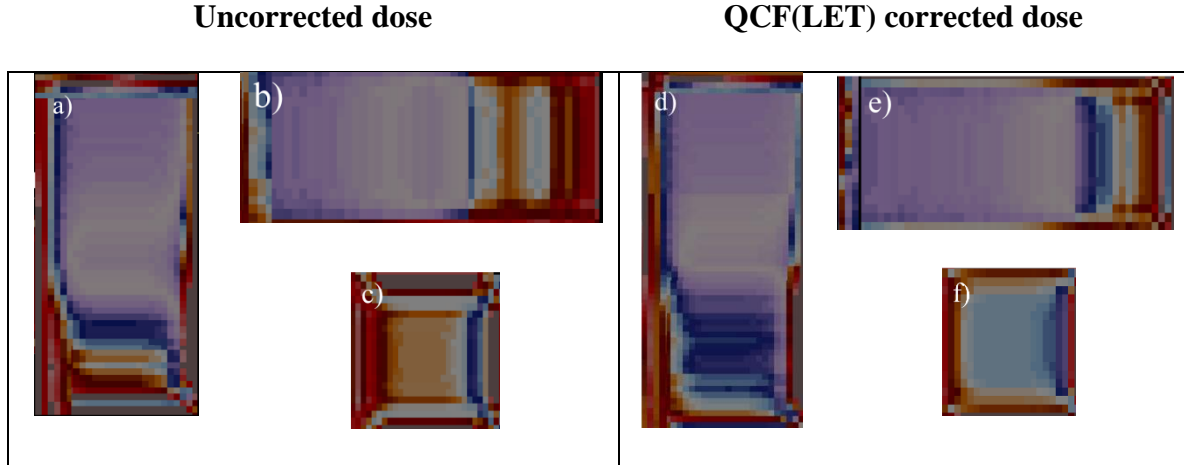 Uncorrected dose
QCF(LET) corrected dose
a)
b)
c)
d)
e)
f)